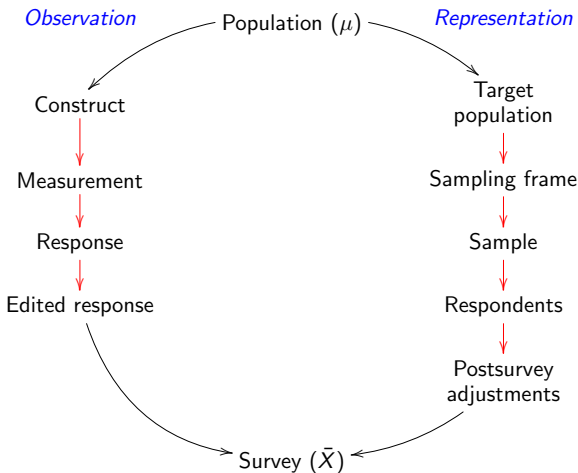 Observation
Population (μ)
Representation
Construct
Measurement
Response
Edited response
Target
population
Sampling frame
Sample
Respondents
Postsurvey
adjustments
Survey (X̄)